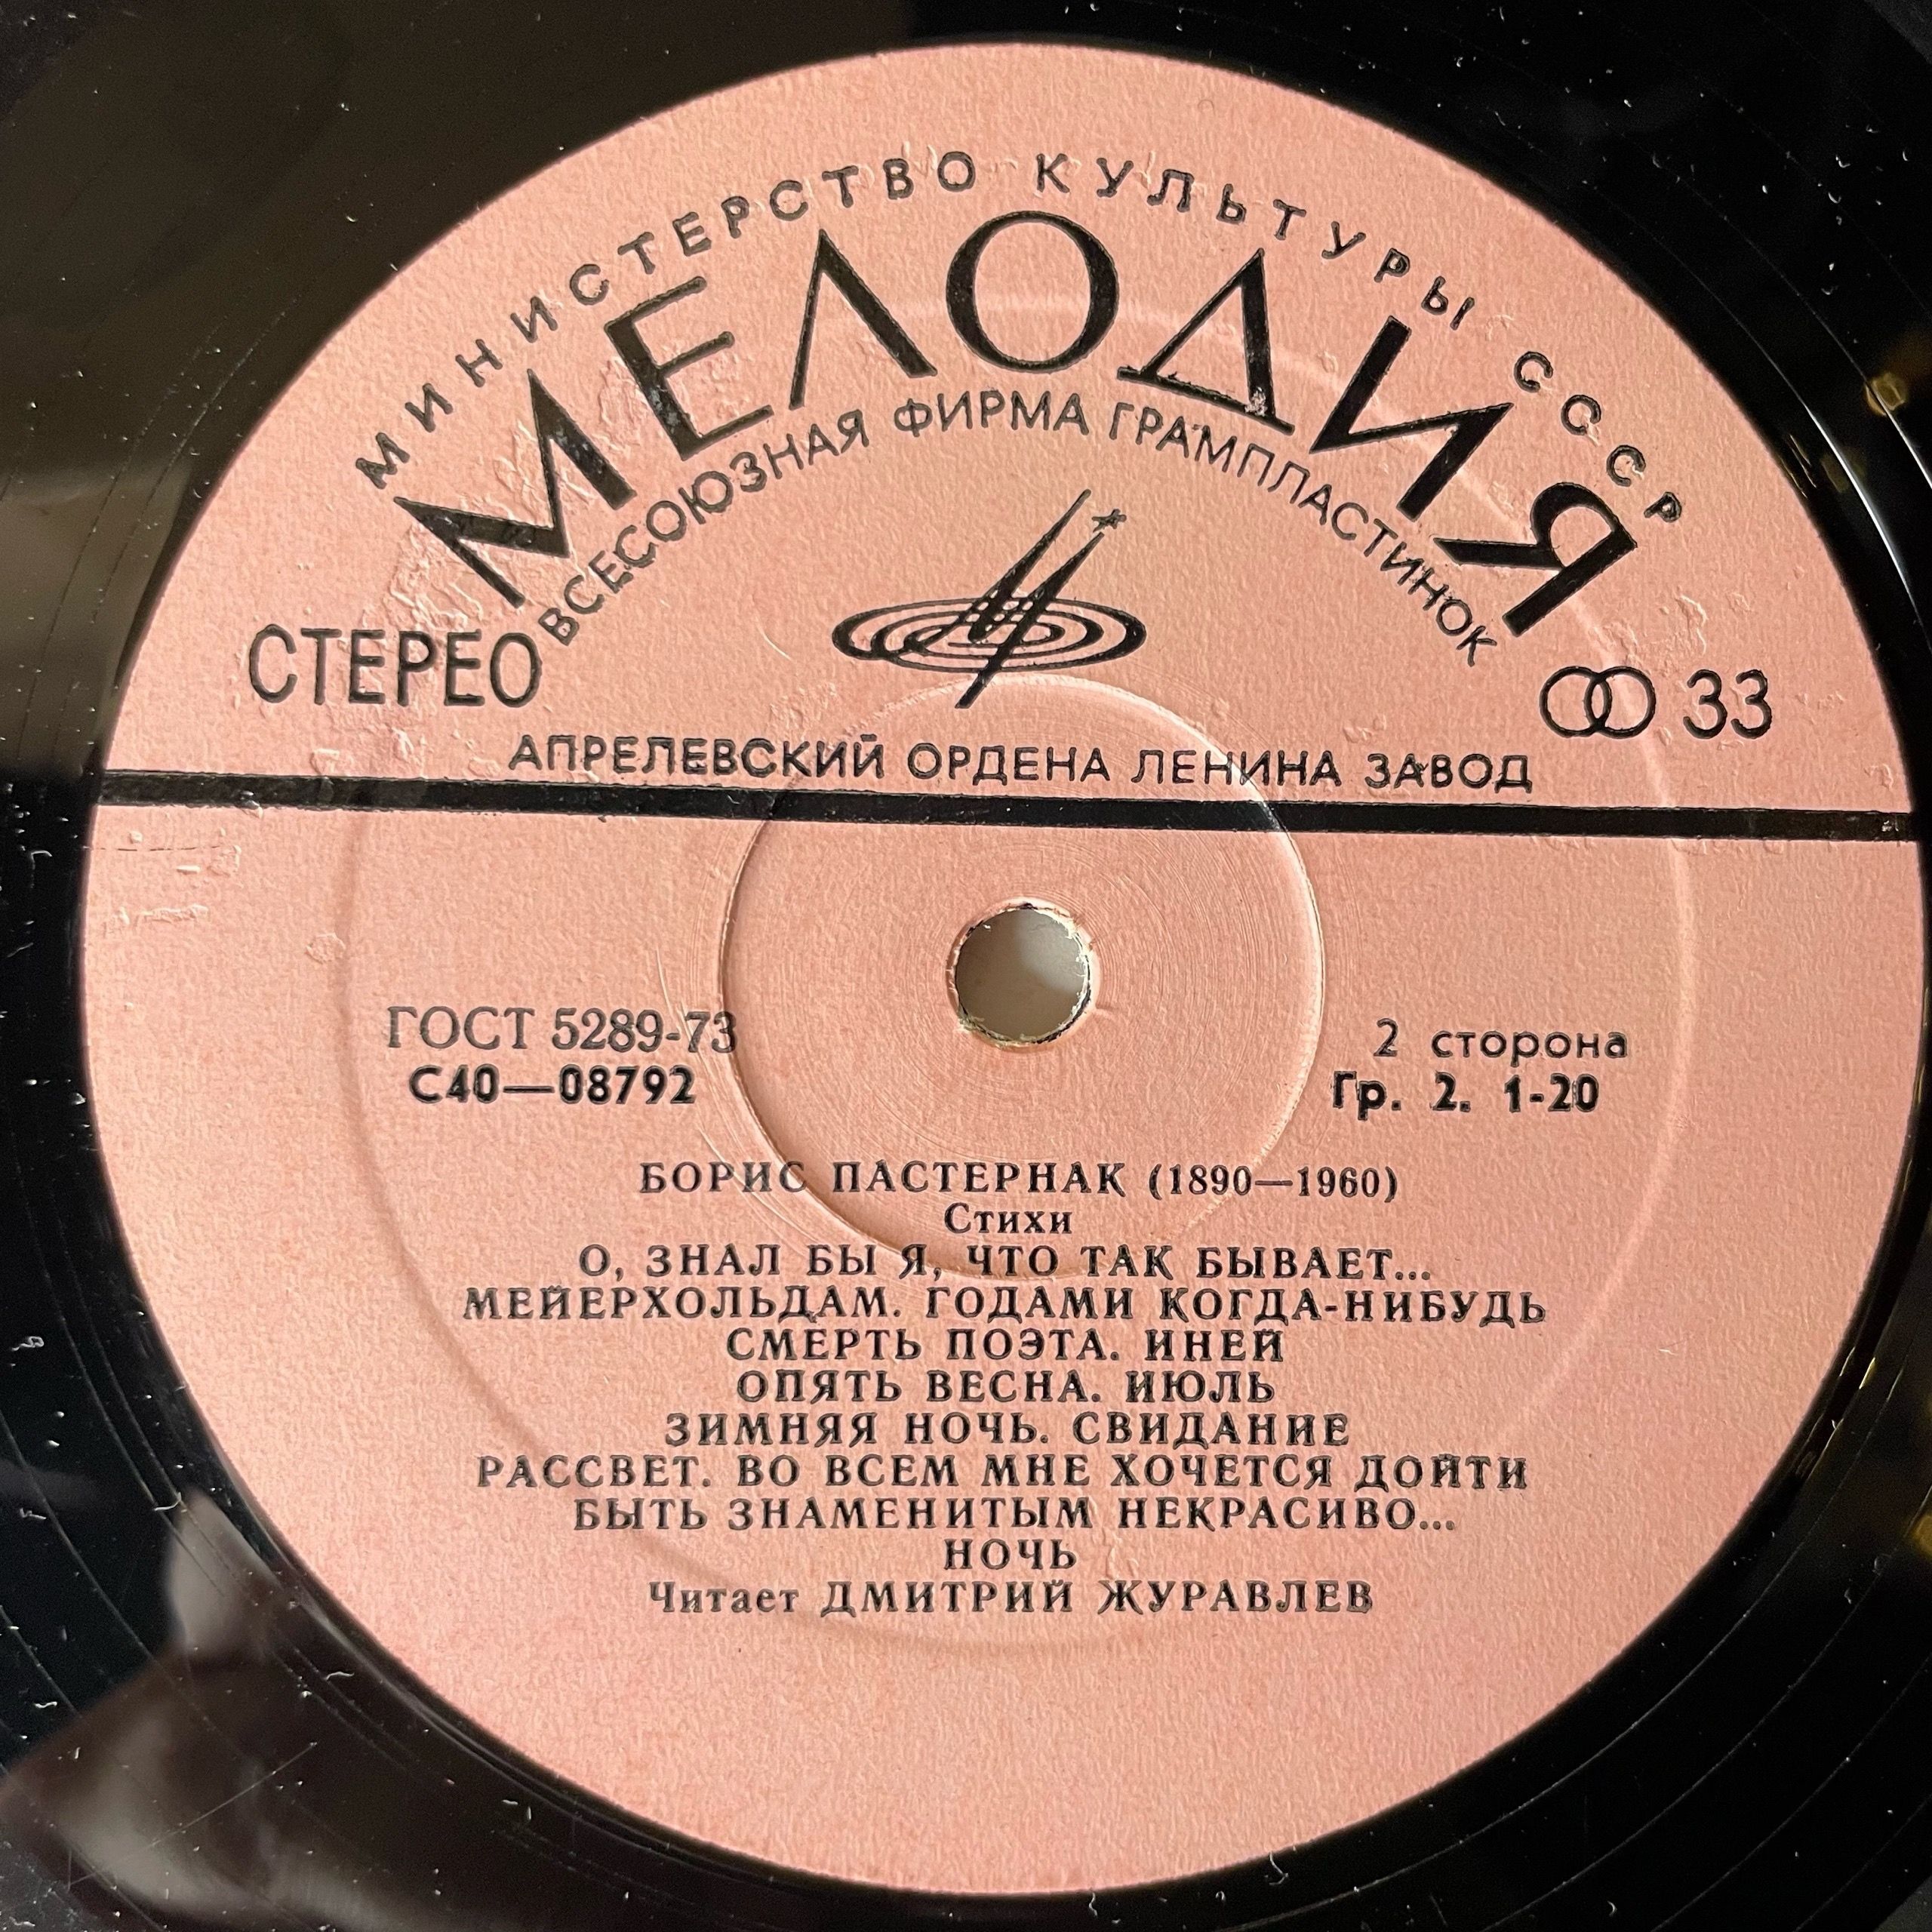 МИНИСТЕРСТВО КУЛЬТУРЫ СССР
МЕЛОДИЯ
ВСЕСОЮЗНАЯ ФИРМА ГРАМПЛАСТИНОК
СТЕРЕО
33
АПРЕЛЕВСКИЙ ОРДЕНА ЛЕНИНА ЗАВОД
ГОСТ 5289-73
С40—08792
2 сторона
Гр. 2. 1-20
БОРИС ПАСТЕРНАК (1890—1960)
Стихи
О, ЗНАЛ БЫ Я, ЧТО ТАК БЫВАЕТ...
МЕЙЕРХОЛЬДАМ. ГОДАМИ КОГДА-НИБУДЬ
СМЕРТЬ ПОЭТА. ИНЕЙ
ОПЯТЬ ВЕСНА. ИЮЛЬ
ЗИМНЯЯ НОЧЬ. СВИДАНИЕ
РАССВЕТ. ВО ВСЕМ МНЕ ХОЧЕТСЯ ДОЙТИ
БЫТЬ ЗНАМЕНИТЫМ НЕКРАСИВО...
НОЧЬ
Читает ДМИТРИЙ ЖУРАВЛЕВ